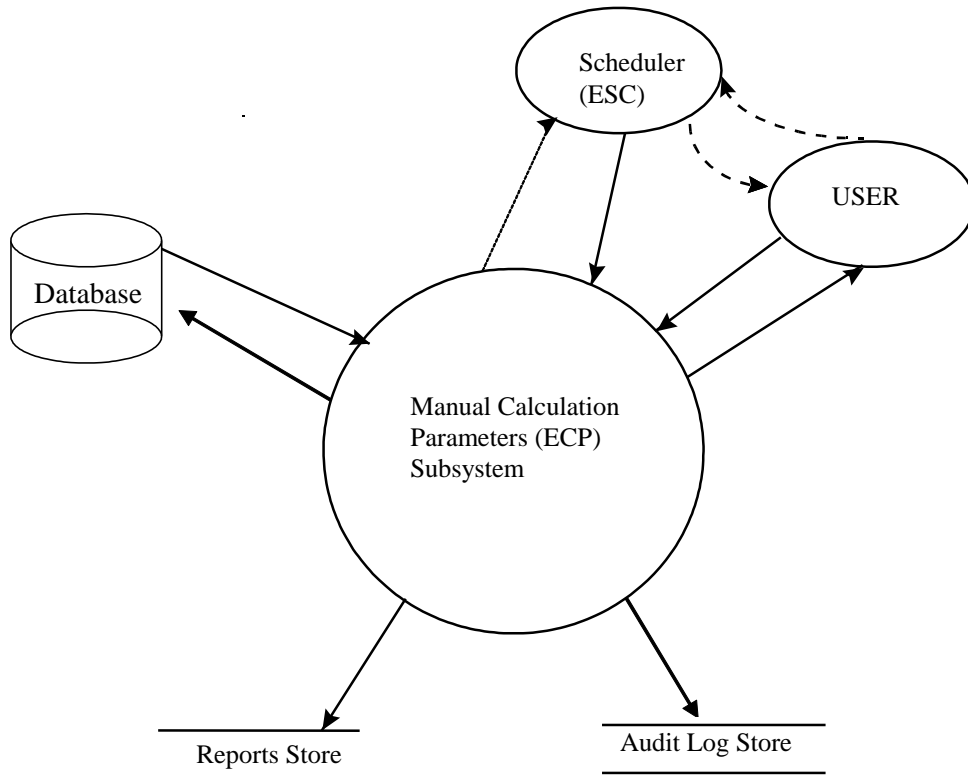 Scheduler
(ESC)
USER
Database
Manual Calculation
Parameters (ECP)
Subsystem
Reports Store
Audit Log Store